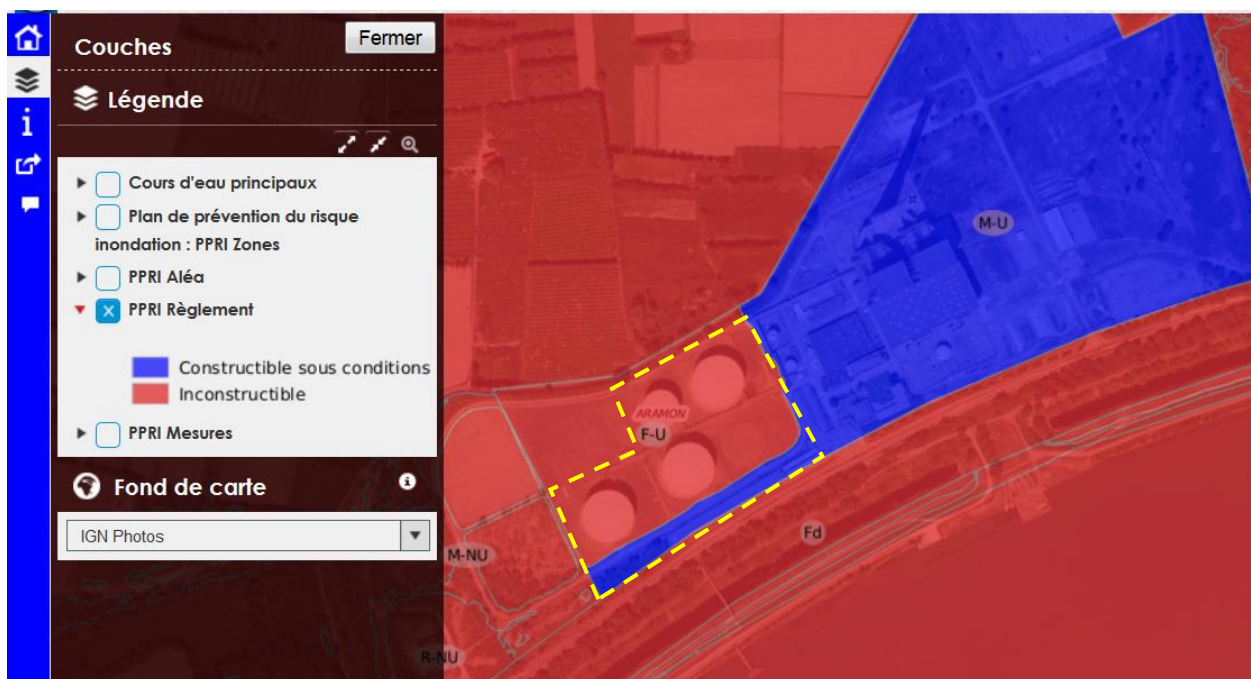 Couches
Fermer
Légende
Cours d'eau principaux
Plan de prévention du risque
inondation : PPRI Zones
PPRI Aléa
PPRI Règlement
Constructible sous conditions
Inconstructible
PPRI Mesures
Fond de carte
IGN Photos
M-U
ARAMON
F-U
Fd
M-NU
R-NU